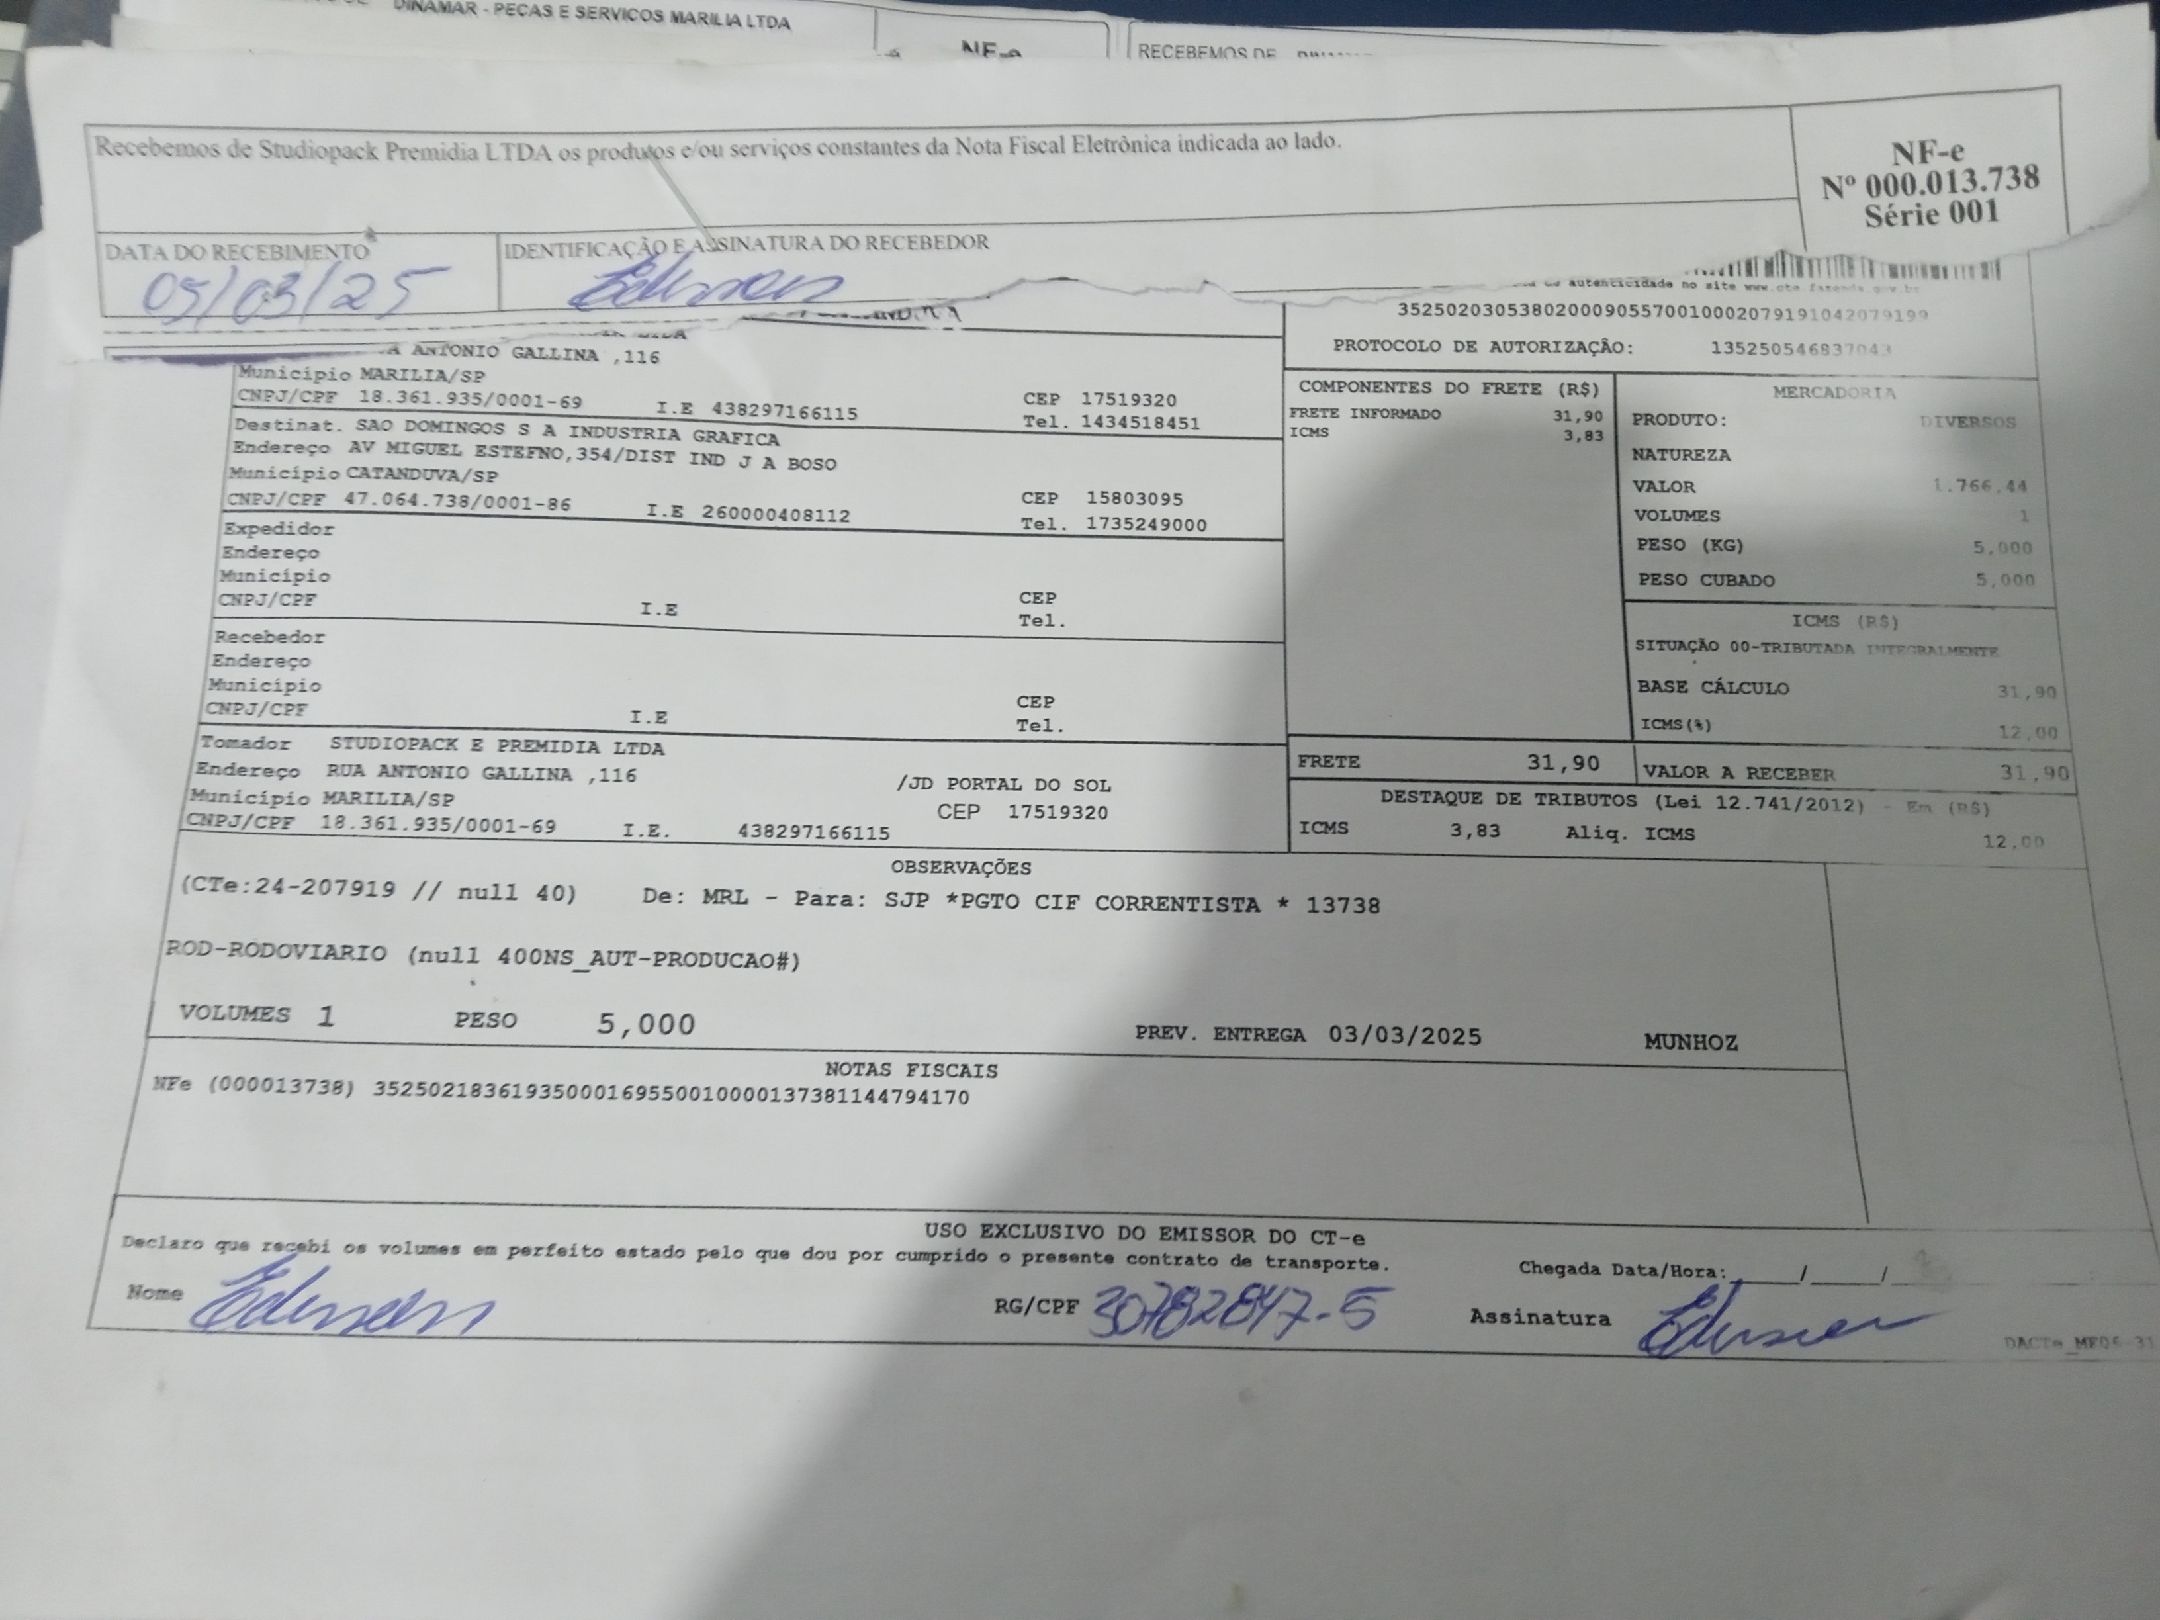 DINAMAR - PECAS E SERVICOS MARILIA LTDA
NF-e
RECEBEMOS DE
Recebemos de Studiopack Premidia LTDA os produtos e/ou serviços constantes da Nota Fiscal Eletrônica indicada ao lado.
NF-e
Nº 000.013.738
Série 001
DATA DO RECEBIMENTO
IDENTIFICAÇÃO E ASSINATURA DO RECEBEDOR
05/03/25
autenticidade no site www.cte.fazenda.gov.br
35250203053802000905570010002079191042079199
PROTOCOLO DE AUTORIZAÇÃO: 135250546837043
ANTONIO GALLINA ,116
Município MARILIA/SP
CNPJ/CPF 18.361.935/0001-69 I.E 438297166115
CEP 17519320
Tel. 1434518451
Destinat. SAO DOMINGOS S A INDUSTRIA GRAFICA
Endereço AV MIGUEL ESTEFNO,354/DIST IND J A BOSO
Município CATANDUVA/SP
CNPJ/CPF 47.064.738/0001-86 I.E 260000408112
CEP 15803095
Tel. 1735249000
Expedidor
Endereço
Município
CNPJ/CPF I.E
CEP
Tel.
Recebedor
Endereço
Município
CNPJ/CPF I.E
CEP
Tel.
Tomador STUDIOPACK E PREMIDIA LTDA
Endereço RUA ANTONIO GALLINA ,116 /JD PORTAL DO SOL
Município MARILIA/SP CEP 17519320
CNPJ/CPF 18.361.935/0001-69 I.E. 438297166115
COMPONENTES DO FRETE (R$)
FRETE INFORMADO 31,90
ICMS 3,83
MERCADORIA
PRODUTO: DIVERSOS
NATUREZA
VALOR 1.766,44
VOLUMES 1
PESO (KG) 5,000
PESO CUBADO 5,000
ICMS (R$)
SITUAÇÃO 00-TRIBUTADA INTEGRALMENTE
BASE CÁLCULO 31,90
ICMS(%) 12,00
FRETE 31,90 VALOR A RECEBER 31,90
DESTAQUE DE TRIBUTOS (Lei 12.741/2012) - Em (R$)
ICMS 3,83 Aliq. ICMS 12,00
OBSERVAÇÕES
(CTe:24-207919 // null 40) De: MRL - Para: SJP *PGTO CIF CORRENTISTA * 13738
ROD-RODOVIARIO (null 400NS_AUT-PRODUCAO#)
VOLUMES 1 PESO 5,000 PREV. ENTREGA 03/03/2025 MUNHOZ
NOTAS FISCAIS
NFe (000013738) 35250218361935000169550010000137381144794170
USO EXCLUSIVO DO EMISSOR DO CT-e
Declaro que recebi os volumes em perfeito estado pelo que dou por cumprido o presente contrato de transporte.
Chegada Data/Hora: / /
Nome RG/CPF 30782847-5 Assinatura